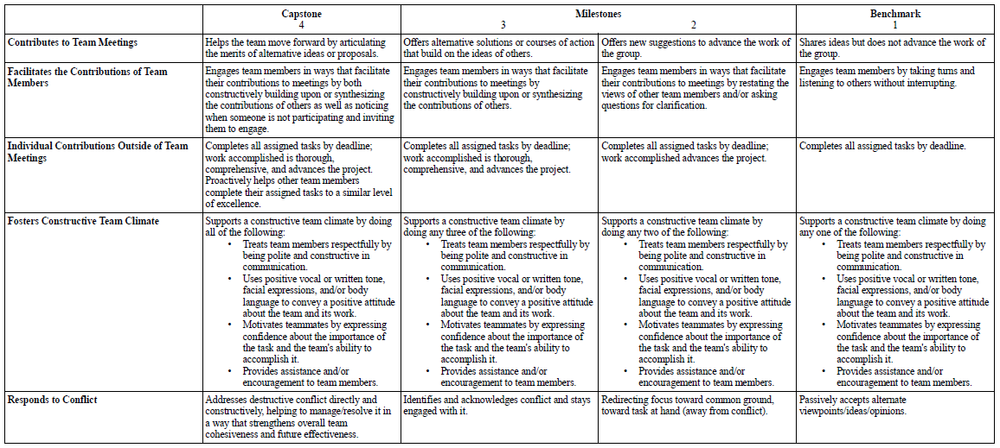 Capstone
4
Milestones
3 2
Benchmark
1
Contributes to Team Meetings
Helps the team move forward by articulating
the merits of alternative ideas or proposals.
Offers alternative solutions or courses of action
that build on the ideas of others.
Offers new suggestions to advance the work of
the group.
Shares ideas but does not advance the work of
the group.
Facilitates the Contributions of Team
Members
Engages team members in ways that facilitate
their contributions to meetings by both
constructively building upon or synthesizing
the contributions of others as well as noticing
when someone is not participating and inviting
them to engage.
Engages team members in ways that facilitate
their contributions to meetings by
constructively building upon or synthesizing
the contributions of others.
Engages team members in ways that facilitate
their contributions to meetings by restating the
views of other team members and/or asking
questions for clarification.
Engages team members by taking turns and
listening to others without interrupting.
Individual Contributions Outside of Team
Meetings
Completes all assigned tasks by deadline;
work accomplished is thorough,
comprehensive, and advances the project.
Proactively helps other team members
complete their assigned tasks to a similar level
of excellence.
Completes all assigned tasks by deadline;
work accomplished is thorough,
comprehensive, and advances the project.
Completes all assigned tasks by deadline;
work accomplished advances the project.
Completes all assigned tasks by deadline.
Fosters Constructive Team Climate
Supports a constructive team climate by doing
all of the following:
• Treats team members respectfully by
being polite and constructive in
communication.
• Uses positive vocal or written tone,
facial expressions, and/or body
language to convey a positive attitude
about the team and its work.
• Motivates teammates by expressing
confidence about the importance of
the task and the team's ability to
accomplish it.
• Provides assistance and/or
encouragement to team members.
Supports a constructive team climate by
doing any three of the following:
• Treats team members respectfully by
being polite and constructive in
communication.
• Uses positive vocal or written tone,
facial expressions, and/or body
language to convey a positive attitude
about the team and its work.
• Motivates teammates by expressing
confidence about the importance of
the task and the team's ability to
accomplish it.
• Provides assistance and/or
encouragement to team members.
Supports a constructive team climate by
doing any two of the following:
• Treats team members respectfully by
being polite and constructive in
communication.
• Uses positive vocal or written tone,
facial expressions, and/or body
language to convey a positive attitude
about the team and its work.
• Motivates teammates by expressing
confidence about the importance of
the task and the team's ability to
accomplish it.
• Provides assistance and/or
encouragement to team members.
Supports a constructive team climate by doing
any one of the following:
• Treats team members respectfully by
being polite and constructive in
communication.
• Uses positive vocal or written tone,
facial expressions, and/or body
language to convey a positive attitude
about the team and its work.
• Motivates teammates by expressing
confidence about the importance of
the task and the team's ability to
accomplish it.
• Provides assistance and/or
encouragement to team members.
Responds to Conflict
Addresses destructive conflict directly and
constructively, helping to manage/resolve it in
a way that strengthens overall team
cohesiveness and future effectiveness.
Identifies and acknowledges conflict and stays
engaged with it.
Redirecting focus toward common ground,
toward task at hand (away from conflict).
Passively accepts alternate
viewpoints/ideas/opinions.